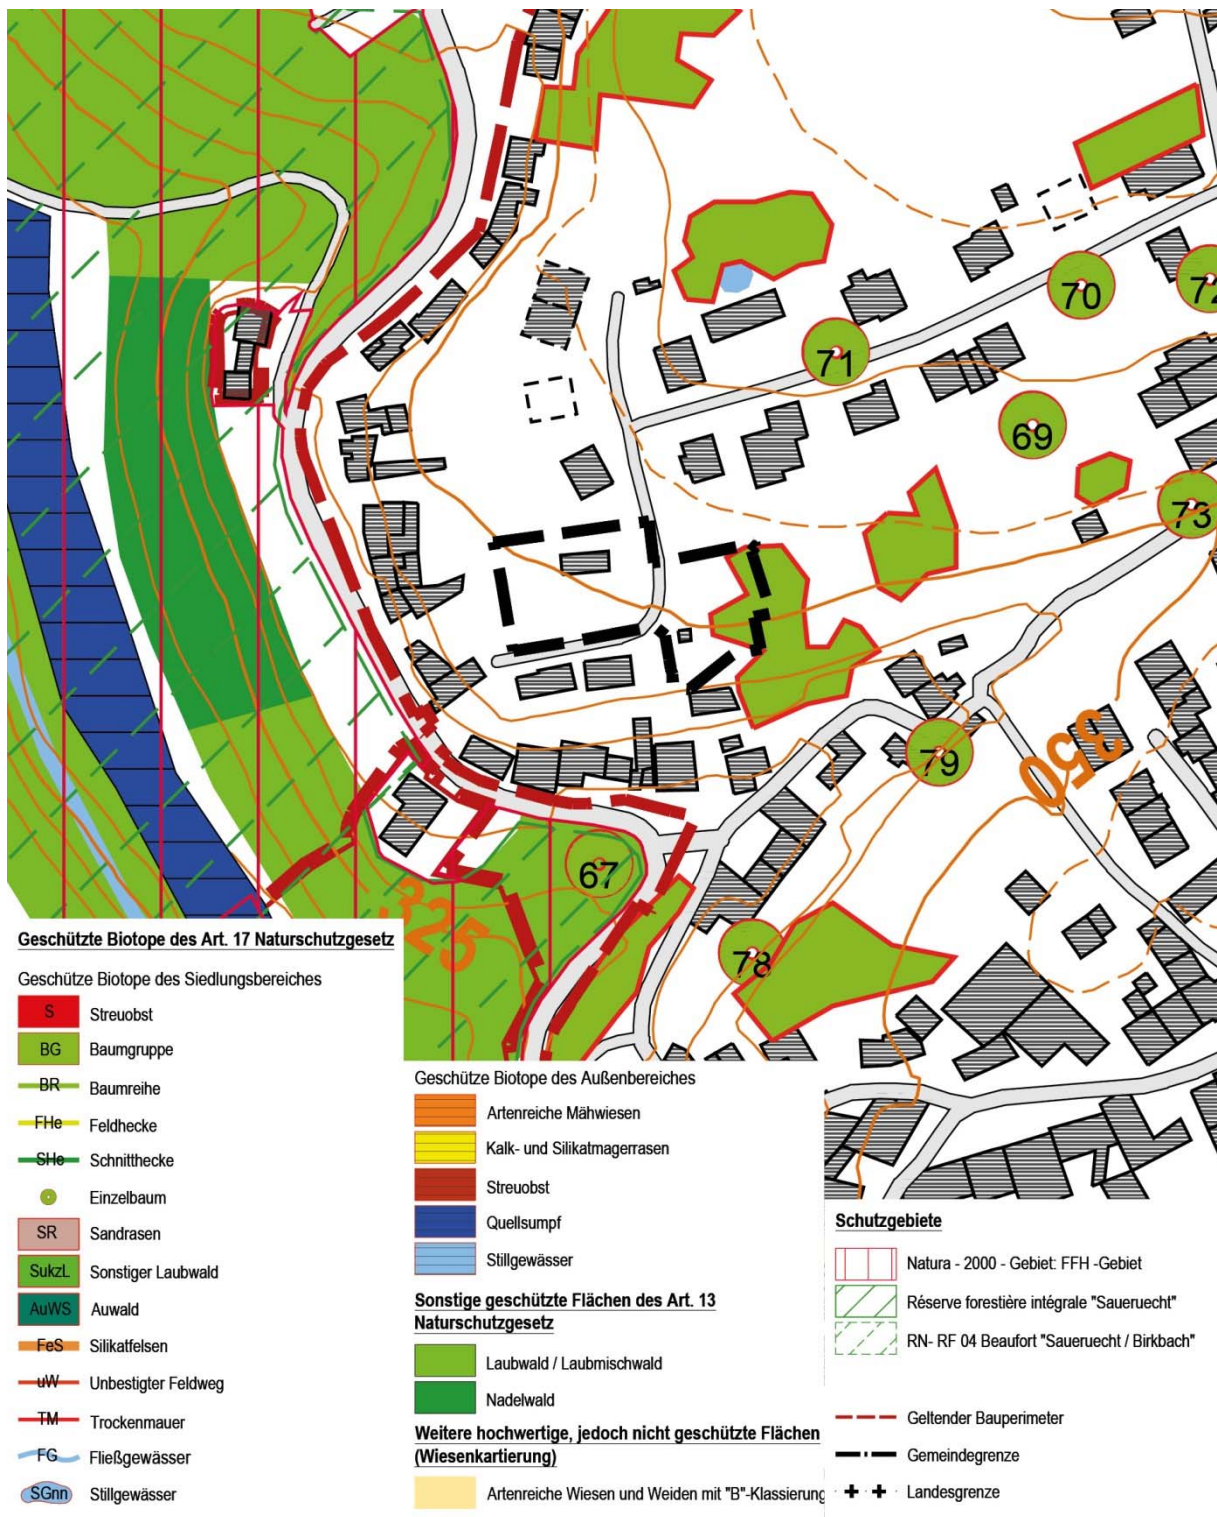 70
72
71
69
73
79
350
67
325
78
Geschützte Biotope des Art. 17 Naturschutzgesetz
Geschütze Biotope des Siedlungsbereiches
S Streuobst
BG Baumgruppe
BR Baumreihe
FHe Feldhecke
SHe Schnitthecke
Einzelbaum
SR Sandrasen
SukzL Sonstiger Laubwald
AuWS Auwald
FeS Silikatfelsen
uW Unbestigter Feldweg
TM Trockenmauer
FG Fließgewässer
SGnn Stillgewässer
Geschütze Biotope des Außenbereiches
Artenreiche Mähwiesen
Kalk- und Silikatmagerrasen
Streuobst
Quellsumpf
Stillgewässer
Sonstige geschützte Flächen des Art. 13
Naturschutzgesetz
Laubwald / Laubmischwald
Nadelwald
Weitere hochwertige, jedoch nicht geschützte Flächen
(Wiesenkartierung)
Artenreiche Wiesen und Weiden mit "B"-Klassierung
Schutzgebiete
Natura - 2000 - Gebiet: FFH -Gebiet
Réserve forestière intégrale "Saueruecht"
RN- RF 04 Beaufort "Saueruecht / Birkbach"
Geltender Bauperimeter
Gemeindegrenze
Landesgrenze